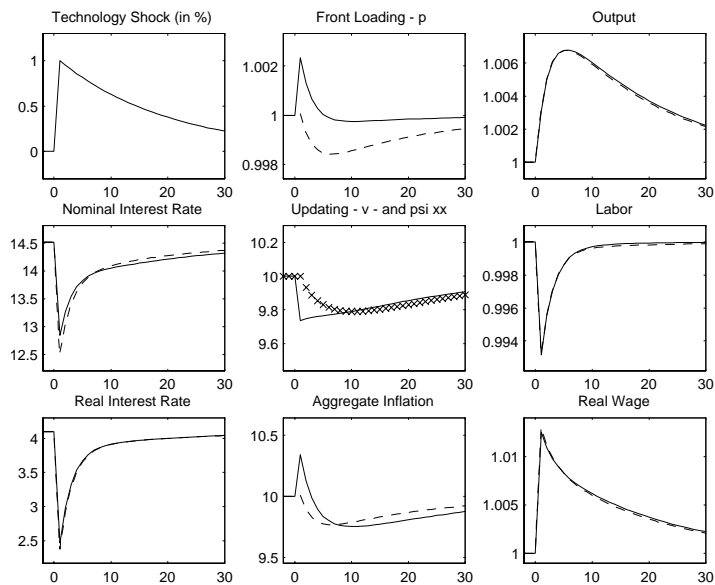 Technology Shock (in %)
1
0.5
0
0 10 20 30
Front Loading - p
1.002
1
0.998
0 10 20 30
Output
1.006
1.004
1.002
1
0 10 20 30
Nominal Interest Rate
14.5
14
13.5
13
12.5
0 10 20 30
Updating - v - and psi xx
10.2
10
9.8
9.6
0 10 20 30
Labor
1
0.998
0.996
0.994
0 10 20 30
Real Interest Rate
4
3.5
3
2.5
0 10 20 30
Aggregate Inflation
10.5
10
9.5
0 10 20 30
Real Wage
1.01
1.005
1
0 10 20 30